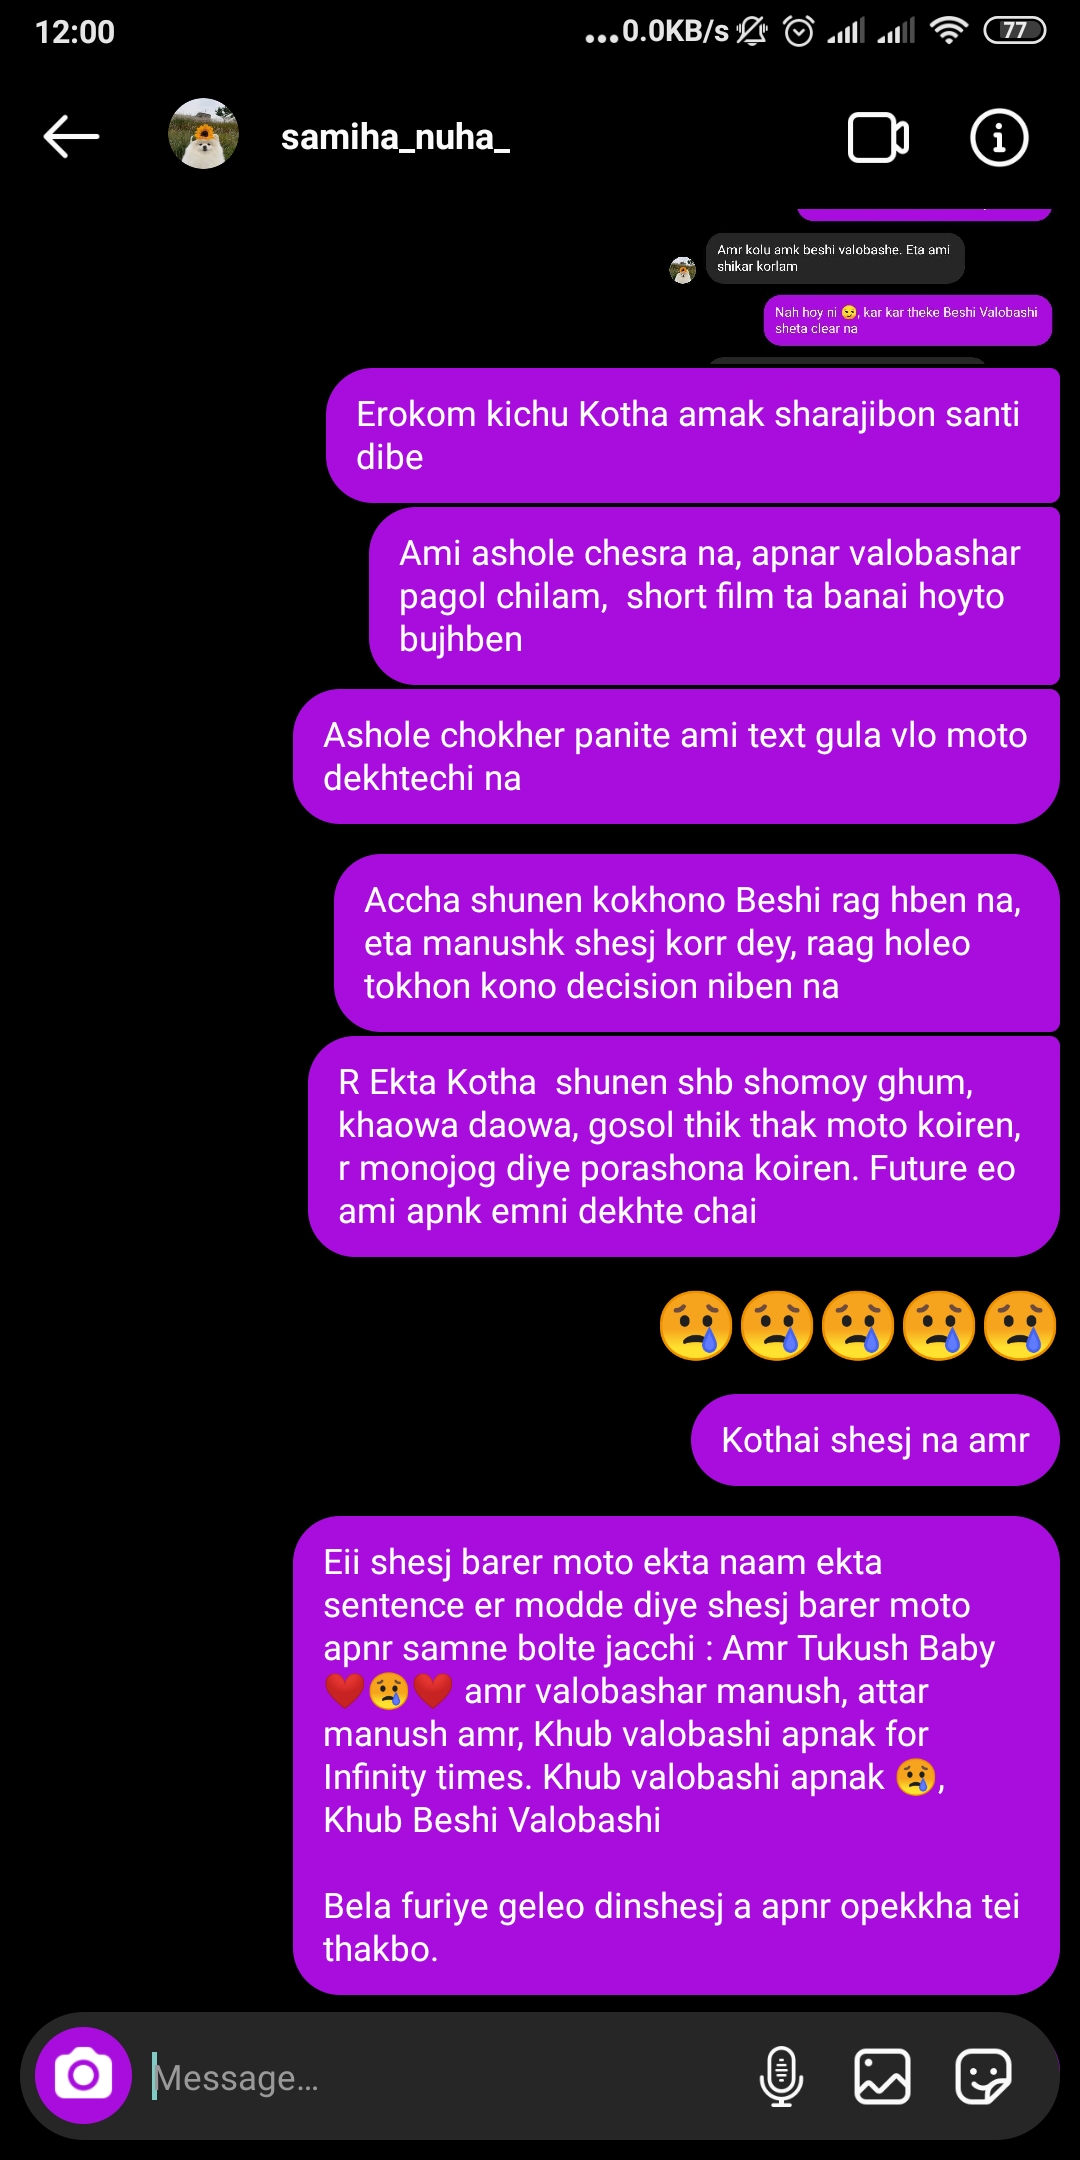 12:00
...0.0KB/s
77
samiha_nuha_
Amr kolu amk beshi valobashe. Eta ami
shikar korlam
Nah hoy ni 😏, kar kar theke Beshi Valobashi
sheta clear na
Erokom kichu Kotha amak sharajibon santi
dibe
Ami ashole chesra na, apnar valobashar
pagol chilam,  short film ta banai hoyto
bujhben
Ashole chokher panite ami text gula vlo moto
dekhtechi na
Accha shunen kokhono Beshi rag hben na,
eta manushk shesj korr dey, raag holeo
tokhon kono decision niben na
R Ekta Kotha  shunen shb shomoy ghum,
khaowa daowa, gosol thik thak moto koiren,
r monojog diye porashona koiren. Future eo
ami apnk emni dekhte chai
😢😢😢😢😢
Kothai shesj na amr
Eii shesj barer moto ekta naam ekta
sentence er modde diye shesj barer moto
apnr samne bolte jacchi : Amr Tukush Baby
❤️😢❤️ amr valobashar manush, attar
manush amr, Khub valobashi apnak for
Infinity times. Khub valobashi apnak 😢,
Khub Beshi Valobashi
Bela furiye geleo dinshesj a apnr opekkha tei
thakbo.
Message...